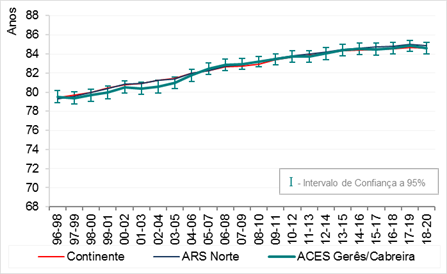 Anos
88
86
84
82
80
78
76
74
72
70
68
I - Intervalo de Confiança a 95%
96-98 97-99 98-00 99-01 00-02 01-03 02-04 03-05 04-06 05-07 06-08 07-09 08-10 09-11 10-12 11-13 12-14 13-15 14-16 15-17 16-18 17-19 18-20
Continente ARS Norte ACES Gerês/Cabreira